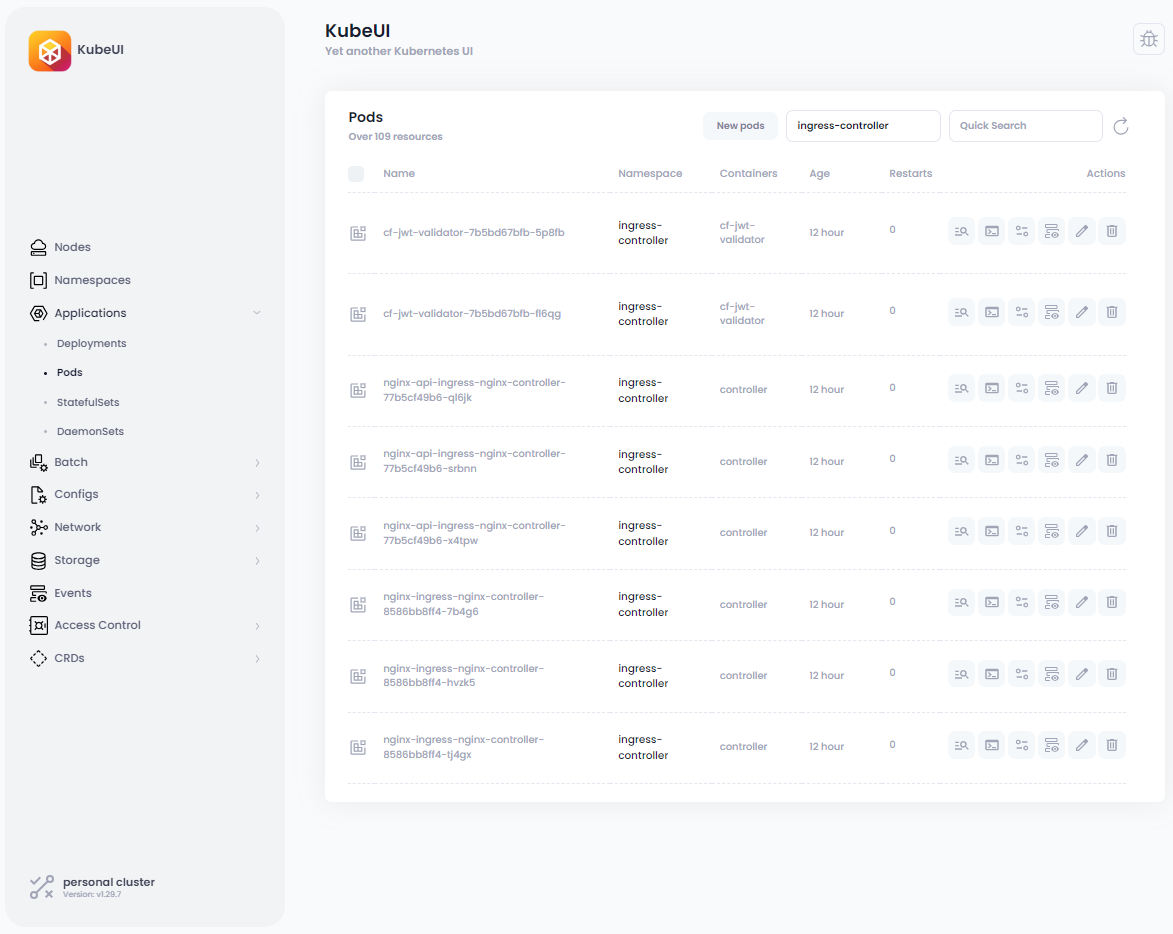 KubeUI
Nodes
Namespaces
Applications
Deployments
Pods
StatefulSets
DaemonSets
Batch
Configs
Network
Storage
Events
Access Control
CRDs
personal cluster
Version: v1.29.7
KubeUI
Yet another Kubernetes UI
Pods
Over 109 resources
New pods
ingress-controller
Quick Search
Name Namespace Containers Age Restarts Actions
cf-jwt-validator-7b5bd67bfb-5p8fb
ingress-
controller
cf-jwt-
validator
12 hour
0
cf-jwt-validator-7b5bd67bfb-fl6qg
ingress-
controller
cf-jwt-
validator
12 hour
0
nginx-api-ingress-nginx-controller-
77b5cf49b6-ql6jk
ingress-
controller
controller
12 hour
0
nginx-api-ingress-nginx-controller-
77b5cf49b6-srbnn
ingress-
controller
controller
12 hour
0
nginx-api-ingress-nginx-controller-
77b5cf49b6-x4tpw
ingress-
controller
controller
12 hour
0
nginx-ingress-nginx-controller-
8586bb8ff4-7b4g6
ingress-
controller
controller
12 hour
0
nginx-ingress-nginx-controller-
8586bb8ff4-hvzk5
ingress-
controller
controller
12 hour
0
nginx-ingress-nginx-controller-
8586bb8ff4-tj4gx
ingress-
controller
controller
12 hour
0